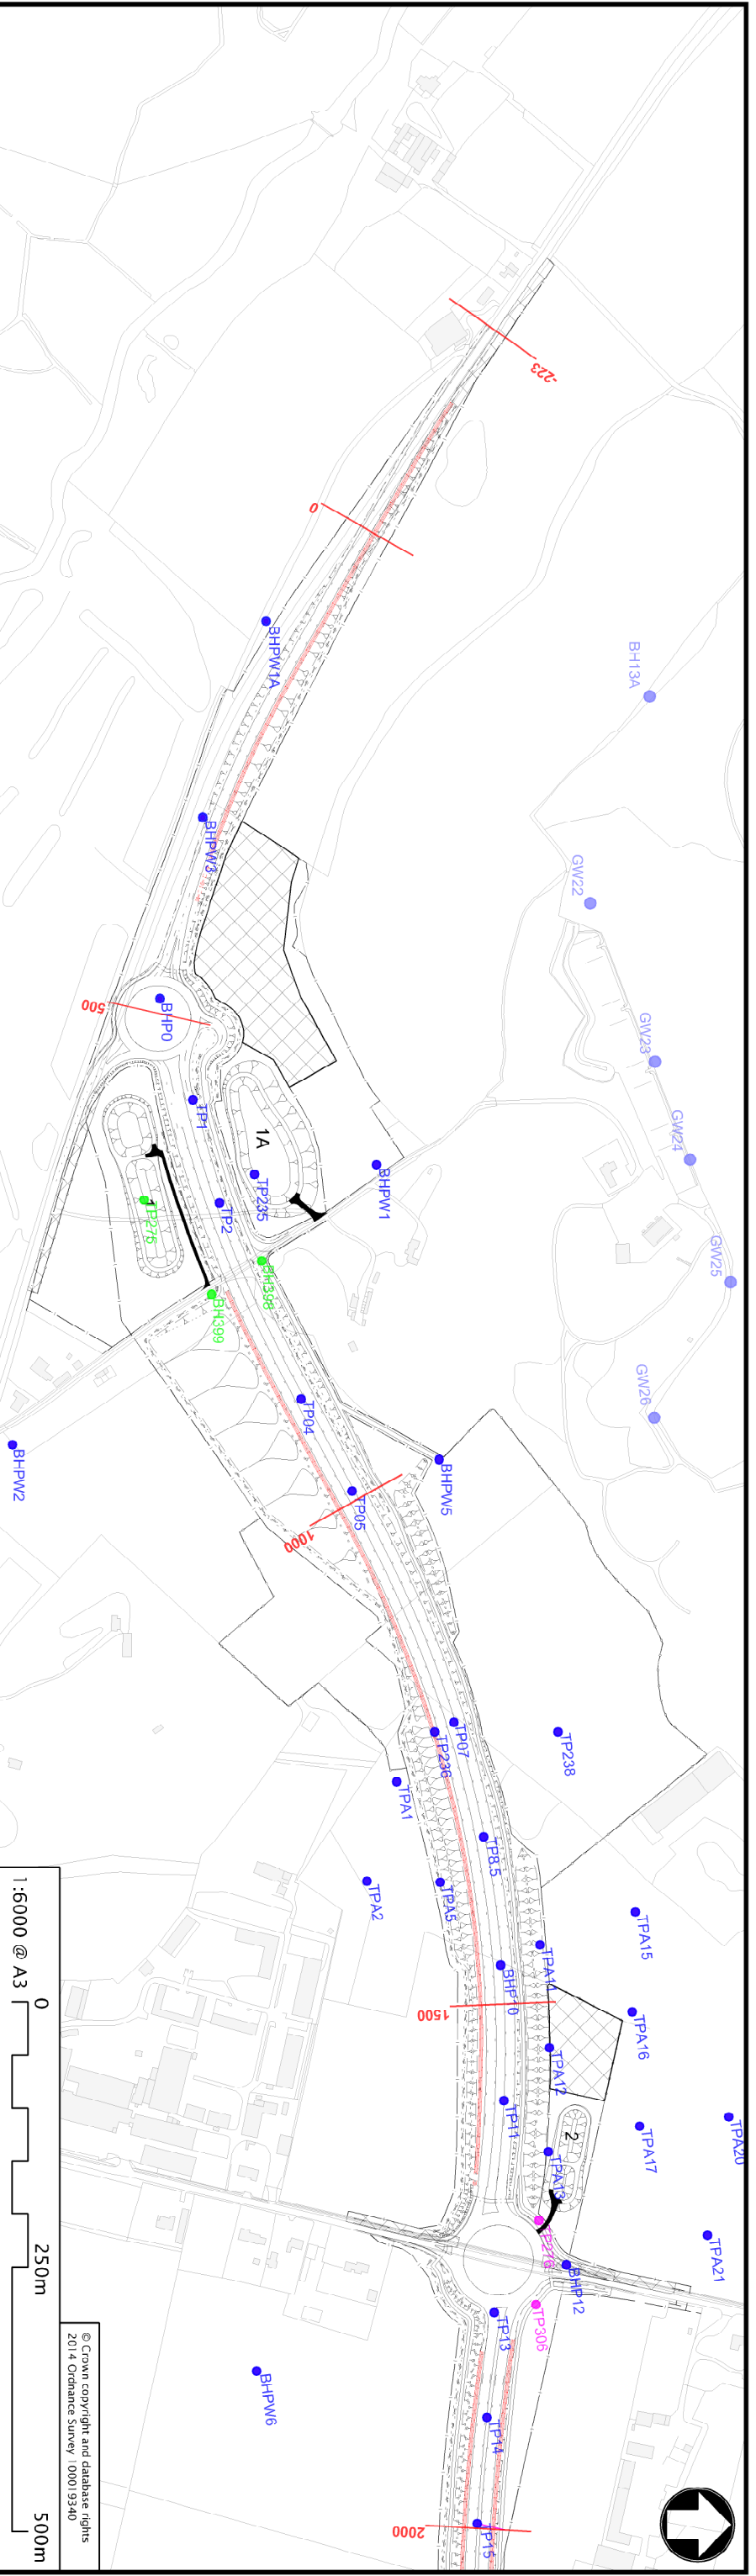 -223
0
BHPW1A
BH13A
BHPW3
GW22
500
BHP0
GW23
TP1
1A
GW24
BHPW1
TP235
TP2
1
TP275
GW25
BH398
BH399
GW26
TP04
BHPW2
BHPW5
TP05
1000
TP07
TP236
TP238
TPA1
TP8.5
TPA2
TPA5
TPA15
TPA11
BHP10
1500
TPA16
TPA12
TP11
TPA20
TPA17
2
TPA13
TP276
TPA21
BHP12
TP306
TP13
BHPW6
TP14
2000
TP15
1:6000 @ A3
0
250m
500m
© Crown copyright and database rights
2014 Ordnance Survey 100019340